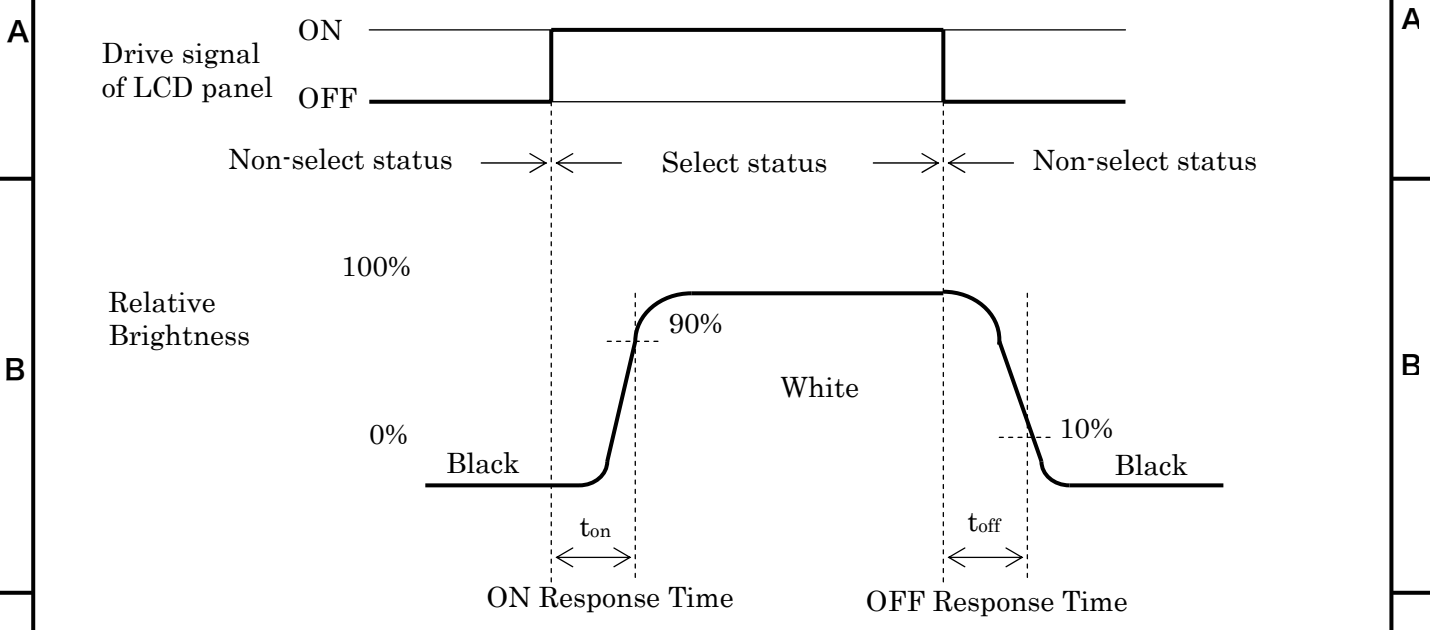 A
A
ON
Drive signal
of LCD panel
OFF
Non-select status
Select status
Non-select status
100%
Relative
Brightness
90%
B
B
White
0%
10%
Black
Black
ton
toff
ON Response Time
OFF Response Time